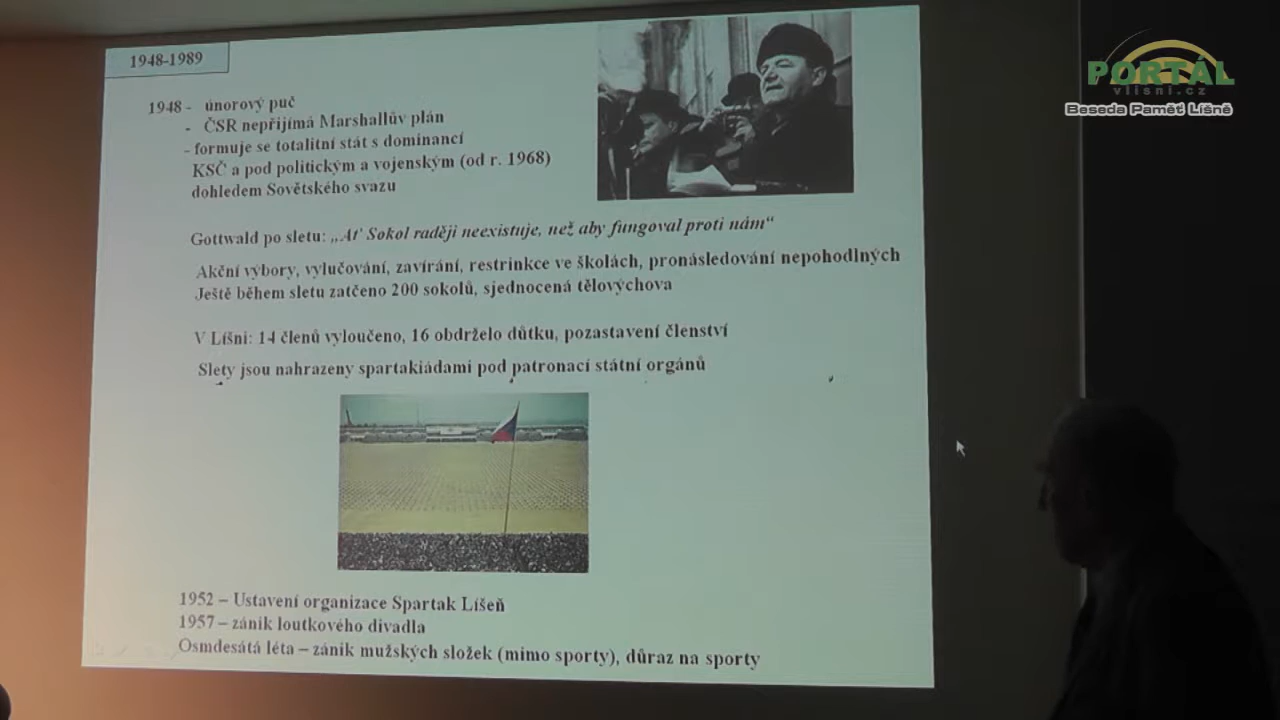 1948-1989
1948 - únorový puč
- ČSR nepřijímá Marshallův plán
- formuje se totalitní stát s dominancí
KSČ a pod politickým a vojenským (od r. 1968)
dohledem Sovětského svazu
Gottwald po sletu: „Ať Sokol raději neexistuje, než aby fungoval proti nám“
Akční výbory, vylučování, zavírání, restrinkce ve školách, pronásledování nepohodlných
Ještě během sletu zatčeno 200 sokolů, sjednocená tělovýchova
V Líšni: 14 členů vyloučeno, 16 obdrželo důtku, pozastavení členství
Slety jsou nahrazeny spartakiádami pod patronací státní orgánů
1952 – Ustavení organizace Spartak Líšeň
1957 – zánik loutkového divadla
Osmdesátá léta – zánik mužských složek (mimo sporty), důraz na sporty
PORTÁL
vlisni.cz
Beseda Paměť Líšně